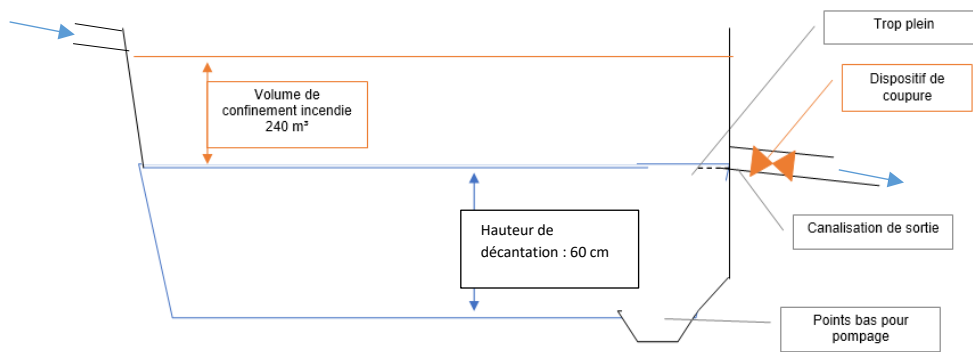 Trop plein
Dispositif de
coupure
Volume de
confinement incendie
240 m³
Canalisation de sortie
Hauteur de
décantation : 60 cm
Points bas pour
pompage